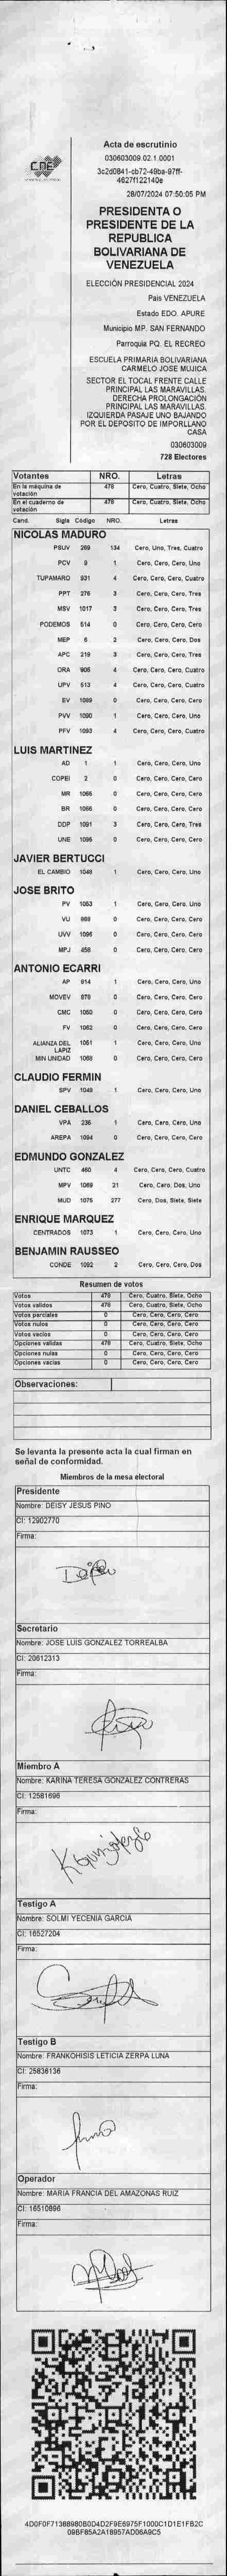 CNE
Acta de escrutinio
030603009.02.1.0001
3c2d0841-cb72-49ba-97ff-
4627f122140e
28/07/2024 07:50:05 PM
PRESIDENTA O
PRESIDENTE DE LA
REPUBLICA
BOLIVARIANA DE
VENEZUELA
ELECCIÓN PRESIDENCIAL 2024
Pais VENEZUELA
Estado EDO. APURE
Municipio MP. SAN FERNANDO
Parroquia PQ. EL RECREO
ESCUELA PRIMARIA BOLIVARIANA
CARMELO JOSE MUJICA
SECTOR EL TOCAL FRENTE CALLE
PRINCIPAL LAS MARAVILLAS.
DERECHA PROLONGACIÓN
PRINCIPAL LAS MARAVILLAS.
IZQUIERDA PASAJE UNO BAJANDO
POR EL DEPOSITO DE IMPORLLANO
CASA
030603009
728 Electores
Votantes NRO. Letras
En la máquina de votación 478 Cero, Cuatro, Siete, Ocho
En el cuaderno de votación 478 Cero, Cuatro, Siete, Ocho
Cand. Sigla Código NRO. Letras
NICOLAS MADURO
PSUV 269 134 Cero, Uno, Tres, Cuatro
PCV 9 1 Cero, Cero, Cero, Uno
TUPAMARO 931 4 Cero, Cero, Cero, Cuatro
PPT 276 3 Cero, Cero, Cero, Tres
MSV 1017 3 Cero, Cero, Cero, Tres
PODEMOS 514 0 Cero, Cero, Cero, Cero
MEP 6 2 Cero, Cero, Cero, Dos
APC 219 3 Cero, Cero, Cero, Tres
ORA 906 4 Cero, Cero, Cero, Cuatro
UPV 513 4 Cero, Cero, Cero, Cuatro
EV 1089 0 Cero, Cero, Cero, Cero
PVV 1090 1 Cero, Cero, Cero, Uno
PFV 1093 4 Cero, Cero, Cero, Cuatro
LUIS MARTINEZ
AD 1 1 Cero, Cero, Cero, Uno
COPEI 2 0 Cero, Cero, Cero, Cero
MR 1066 0 Cero, Cero, Cero, Cero
BR 0 Cero, Cero, Cero, Cero
DDP 1091 3 Cero, Cero, Cero, Tres
UNE 0 Cero, Cero, Cero, Cero
JAVIER BERTUCCI
EL CAMBIO 1048 1 Cero, Cero, Cero, Uno
JOSE BRITO
PV 1053 1 Cero, Cero, Cero, Uno
VU 0 Cero, Cero, Cero, Cero
UVV 0 Cero, Cero, Cero, Cero
MPJ 458 0 Cero, Cero, Cero, Cero
ANTONIO ECARRI
AP 914 1 Cero, Cero, Cero, Uno
MOVEV 0 Cero, Cero, Cero, Cero
CMC 1050 0 Cero, Cero, Cero, Cero
FV 1062 0 Cero, Cero, Cero, Cero
ALIANZA DEL LAPIZ 1051 1 Cero, Cero, Cero, Uno
MIN UNIDAD 1068 0 Cero, Cero, Cero, Cero
CLAUDIO FERMIN
SPV 1049 1 Cero, Cero, Cero, Uno
DANIEL CEBALLOS
VPA 236 1 Cero, Cero, Cero, Uno
AREPA 1094 0 Cero, Cero, Cero, Cero
EDMUNDO GONZALEZ
UNTC 460 4 Cero, Cero, Cero, Cuatro
MPV 1069 21 Cero, Cero, Dos, Uno
MUD 1075 277 Cero, Dos, Siete, Siete
ENRIQUE MARQUEZ
CENTRADOS 1073 1 Cero, Cero, Cero, Uno
BENJAMIN RAUSSEO
CONDE 1092 2 Cero, Cero, Cero, Dos
Resumen de votos
Votos 478 Cero, Cuatro, Siete, Ocho
Votos validos 478 Cero, Cuatro, Siete, Ocho
Votos parciales 0 Cero, Cero, Cero, Cero
Votos nulos 0 Cero, Cero, Cero, Cero
Votos vacios 0 Cero, Cero, Cero, Cero
Opciones validas 478 Cero, Cuatro, Siete, Ocho
Opciones nulas 0 Cero, Cero, Cero, Cero
Opciones vacias 0 Cero, Cero, Cero, Cero
Observaciones:
Se levanta la presente acta la cual firman en
señal de conformidad.
Miembros de la mesa electoral
Presidente
Nombre: DEISY JESUS PINO
CI: 12902770
Firma:
Secretario
Nombre: JOSE LUIS GONZALEZ TORREALBA
CI: 20612313
Firma:
Miembro A
Nombre: KARINA TERESA GONZALEZ CONTRERAS
CI: 12581696
Firma:
Testigo A
Nombre: SOLMI YECENIA GARCIA
CI: 16527204
Firma:
Testigo B
Nombre: FRANKOHISIS LETICIA ZERPA LUNA
CI: 25836136
Firma:
Operador
Nombre: MARIA FRANCIA DEL AMAZONAS RUIZ
CI: 16510896
Firma:
4D0F0F71388980B0D4D2F9E6975F1000C1D1E1FB2C
09BF85A2A18957AD06A9C5